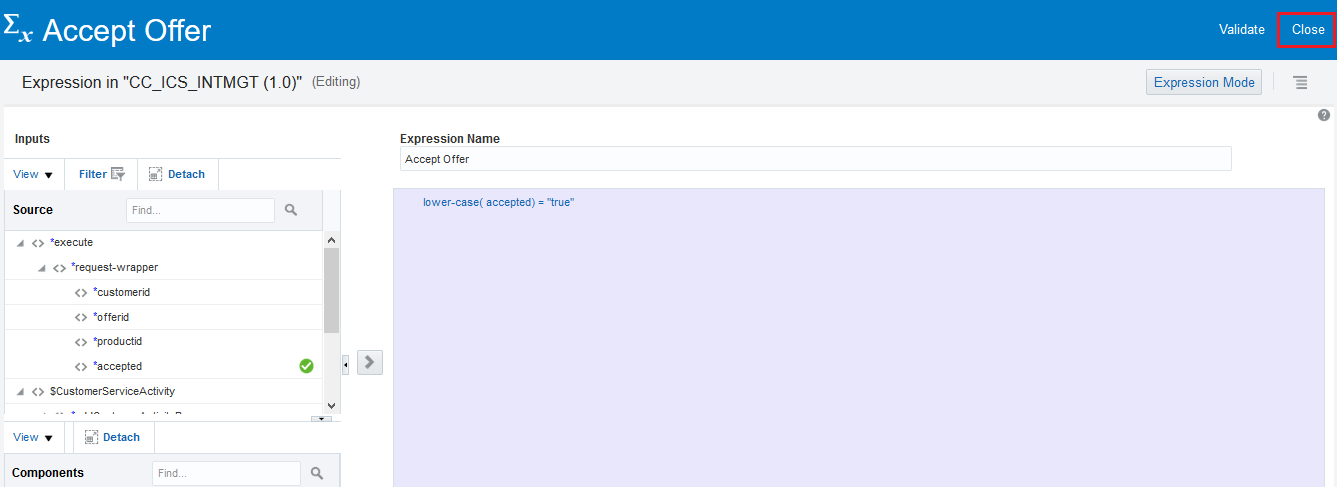 Σx Accept Offer
Validate
Close
Expression in "CC_ICS_INTMGT (1.0)" (Editing)
Expression Mode
Inputs
View
Filter
Detach
Source
Find...
*execute
*request-wrapper
*customerid
*offerid
*productid
*accepted
$CustomerServiceActivity
View
Detach
Components
Find...
Expression Name
Accept Offer
lower-case( accepted) = "true"